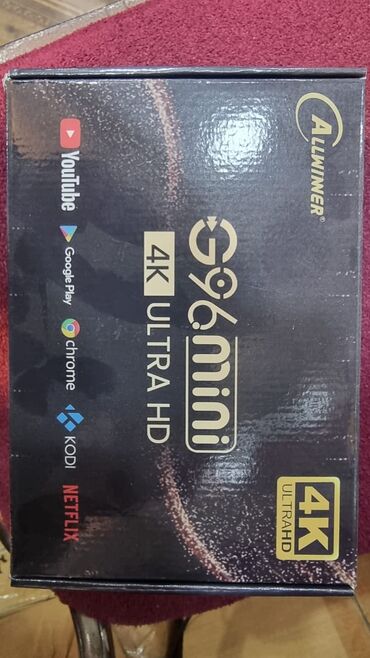 ALLWINNER®
G96mini
4K ULTRA HD
4K
ULTRAHD
YouTube
Google Play
chrome
KODI
NETFLIX